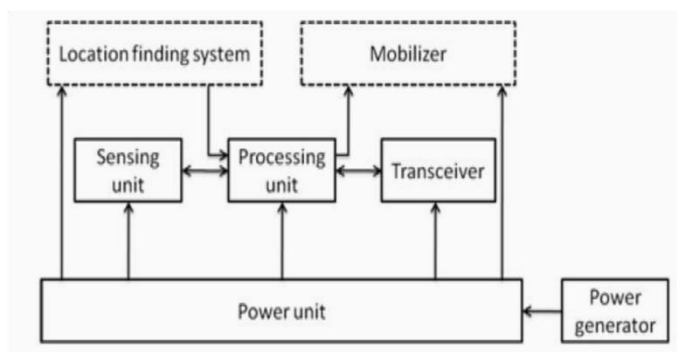 Location finding system
Mobilizer
Sensing
unit
Processing
unit
Transceiver
Power unit
Power
generator